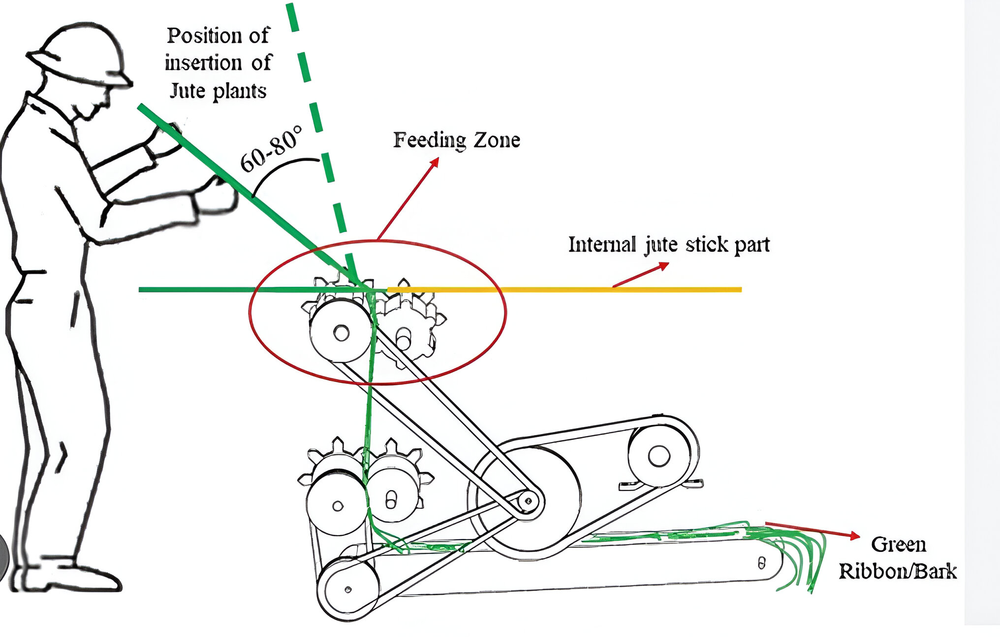 Position of
insertion of
Jute plants
60-80°
Feeding Zone
Internal jute stick part
Green
Ribbon/Bark